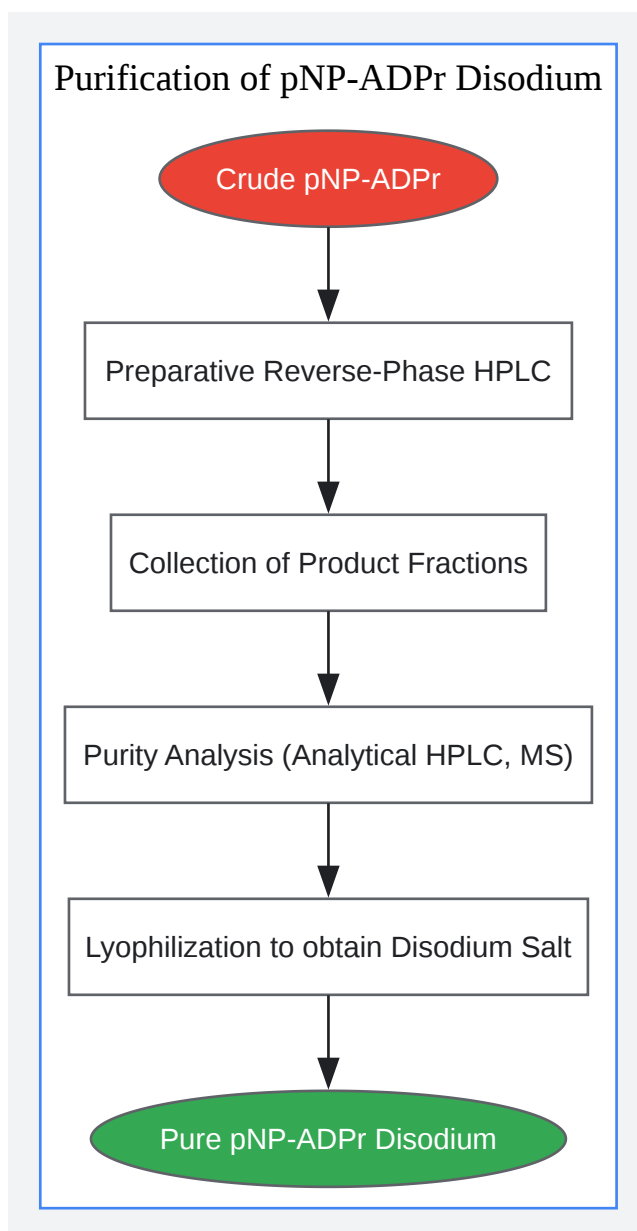 Purification of pNP-ADPr Disodium
Crude pNP-ADPr
Preparative Reverse-Phase HPLC
Collection of Product Fractions
Purity Analysis (Analytical HPLC, MS)
Lyophilization to obtain Disodium Salt
Pure pNP-ADPr Disodium